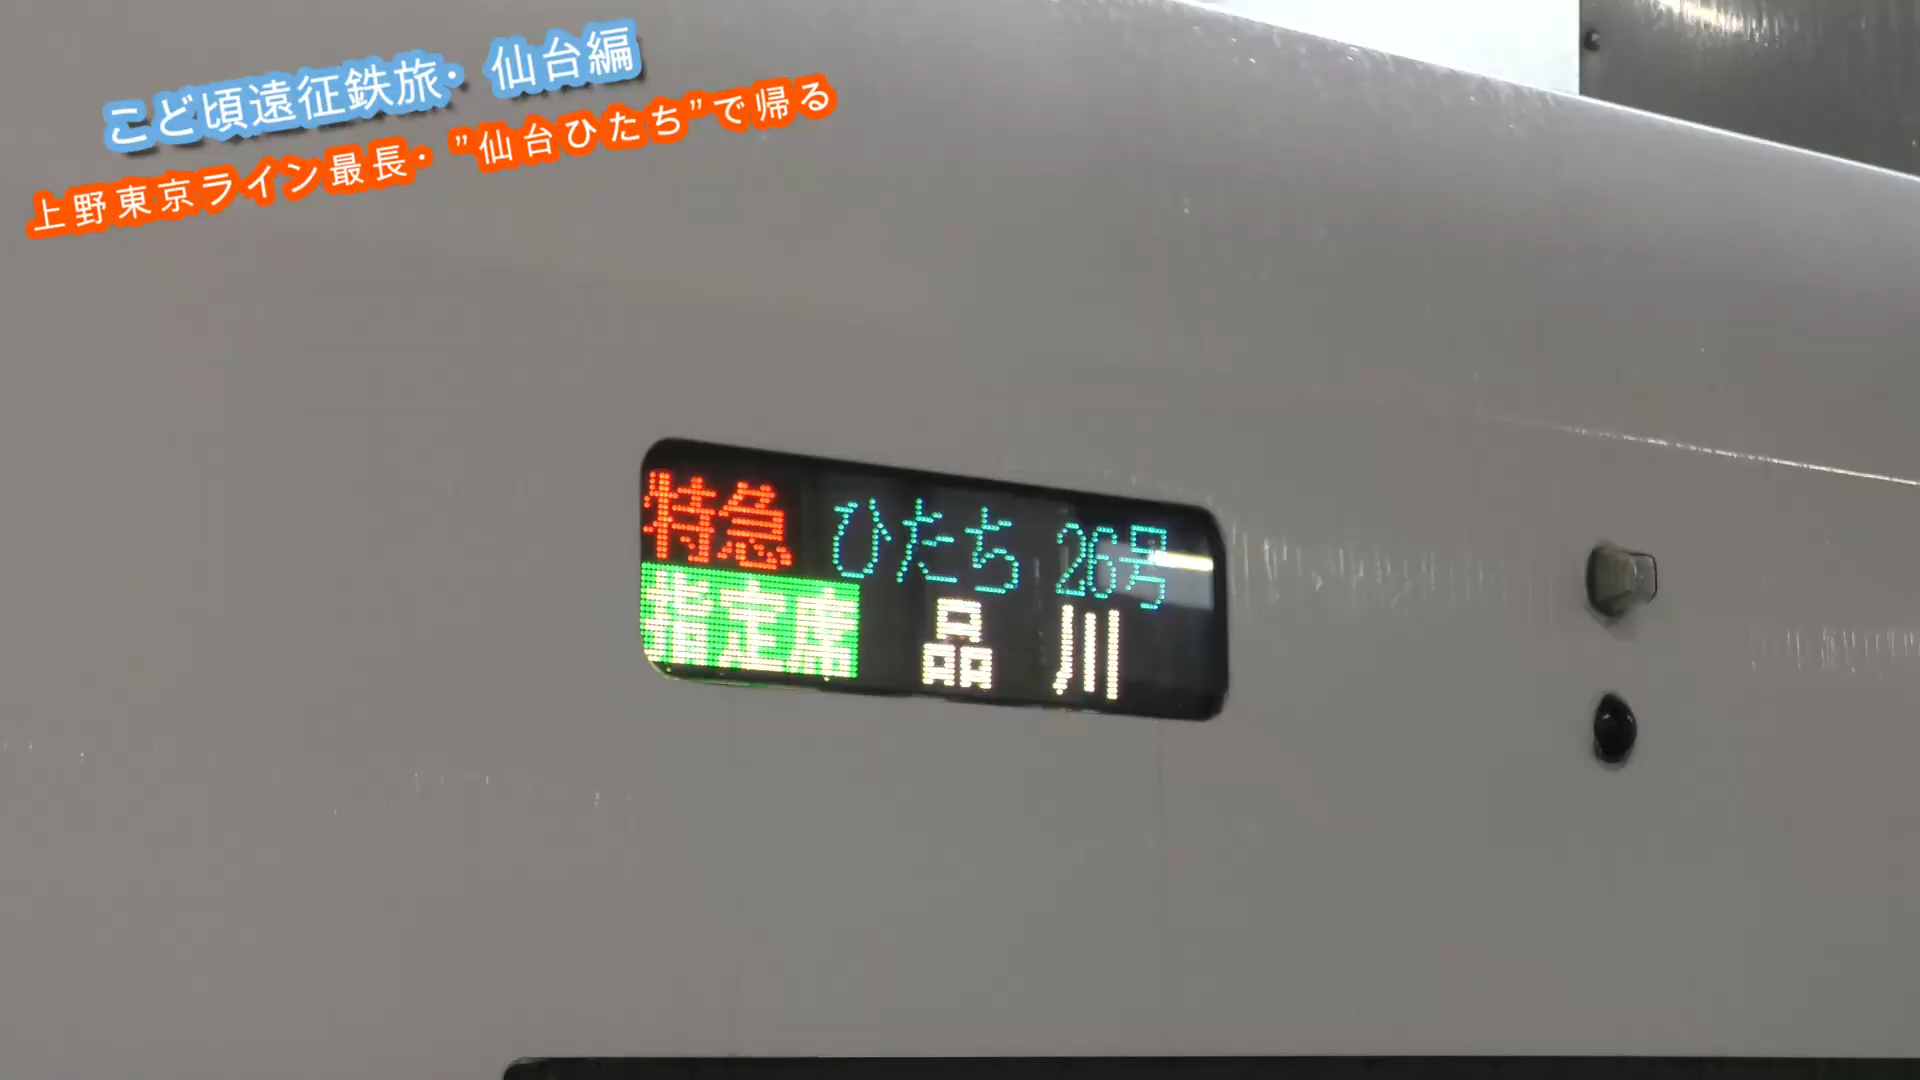 こど頃遠征鉄旅・仙台編
上野東京ライン最長・”仙台ひたち”で帰る
特急 ひたち 26号
指定席 品川